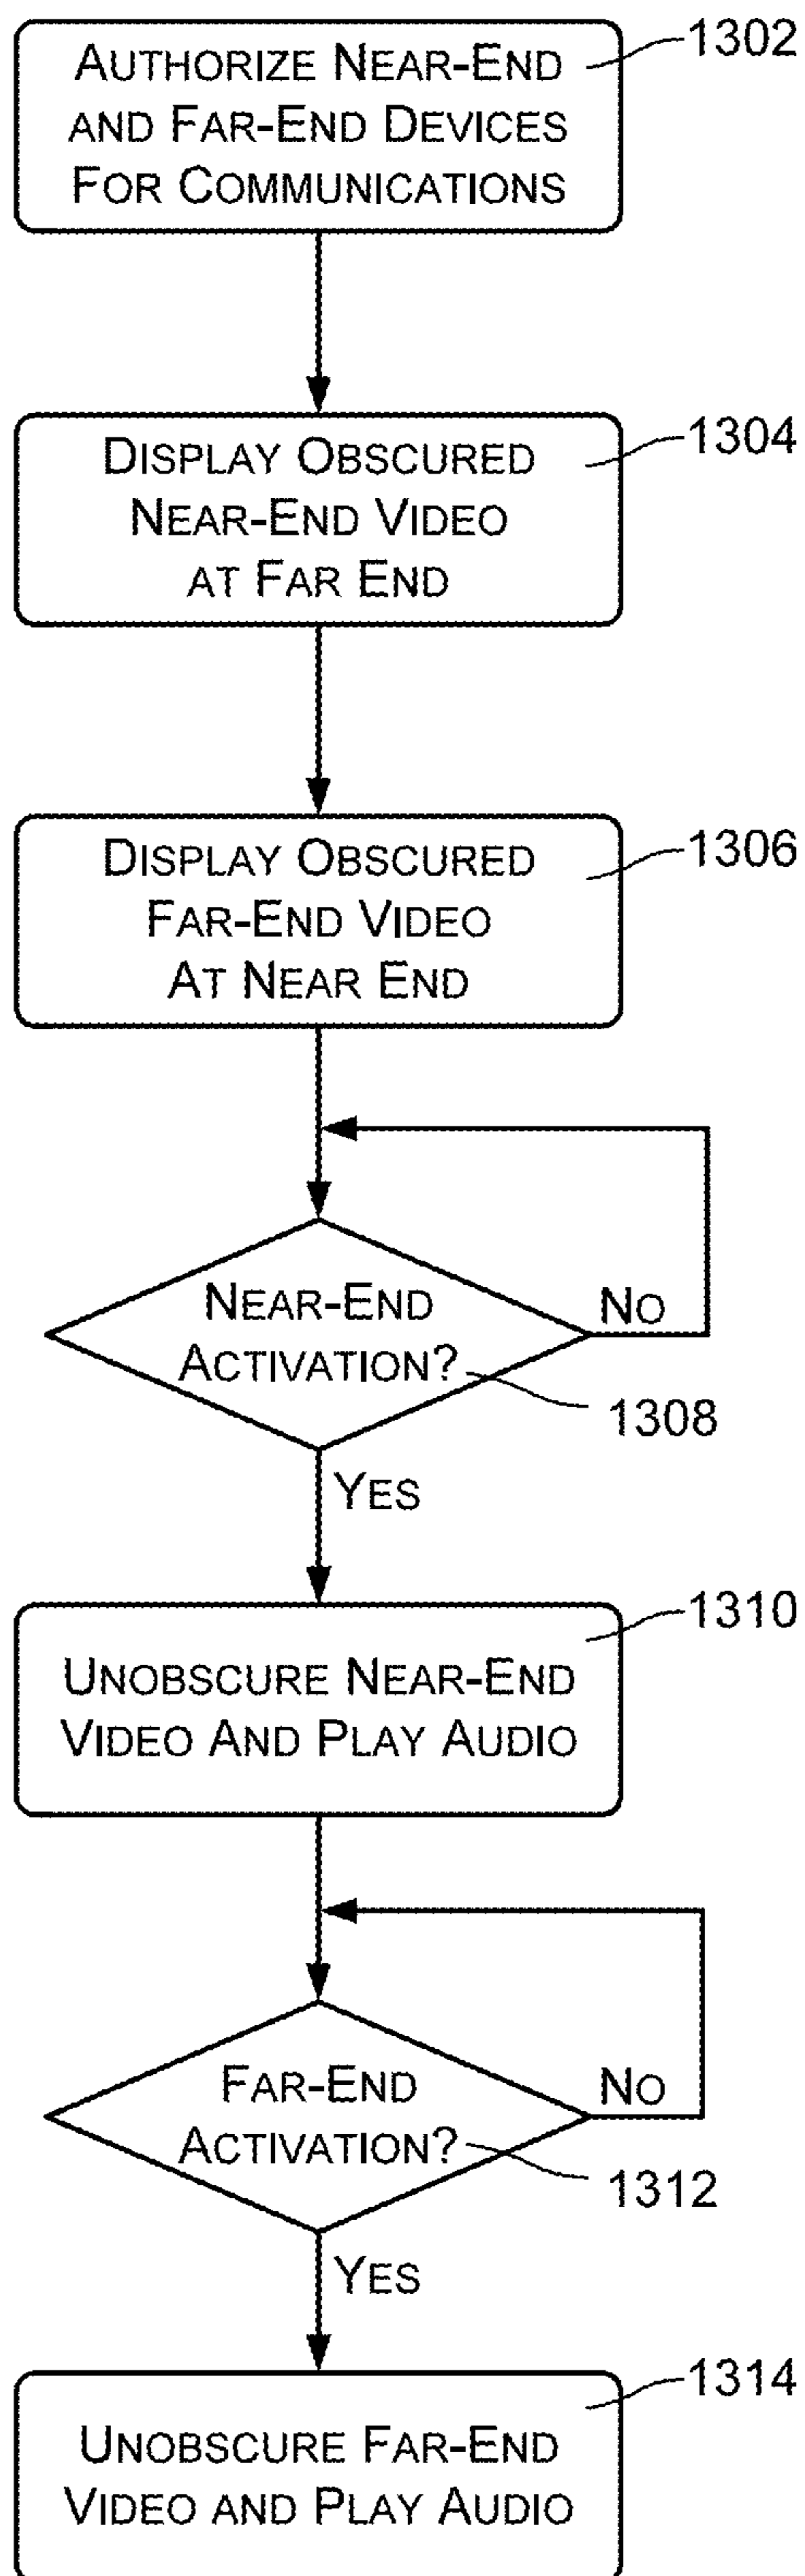 AUTHORIZE NEAR-END
AND FAR-END DEVICES
FOR COMMUNICATIONS
1302
DISPLAY OBSCURED
NEAR-END VIDEO
AT FAR END
1304
DISPLAY OBSCURED
FAR-END VIDEO
AT NEAR END
1306
NEAR-END
ACTIVATION?
NO
1308
YES
UNOBSCURE NEAR-END
VIDEO AND PLAY AUDIO
1310
FAR-END
ACTIVATION?
NO
1312
YES
UNOBSCURE FAR-END
VIDEO AND PLAY AUDIO
1314